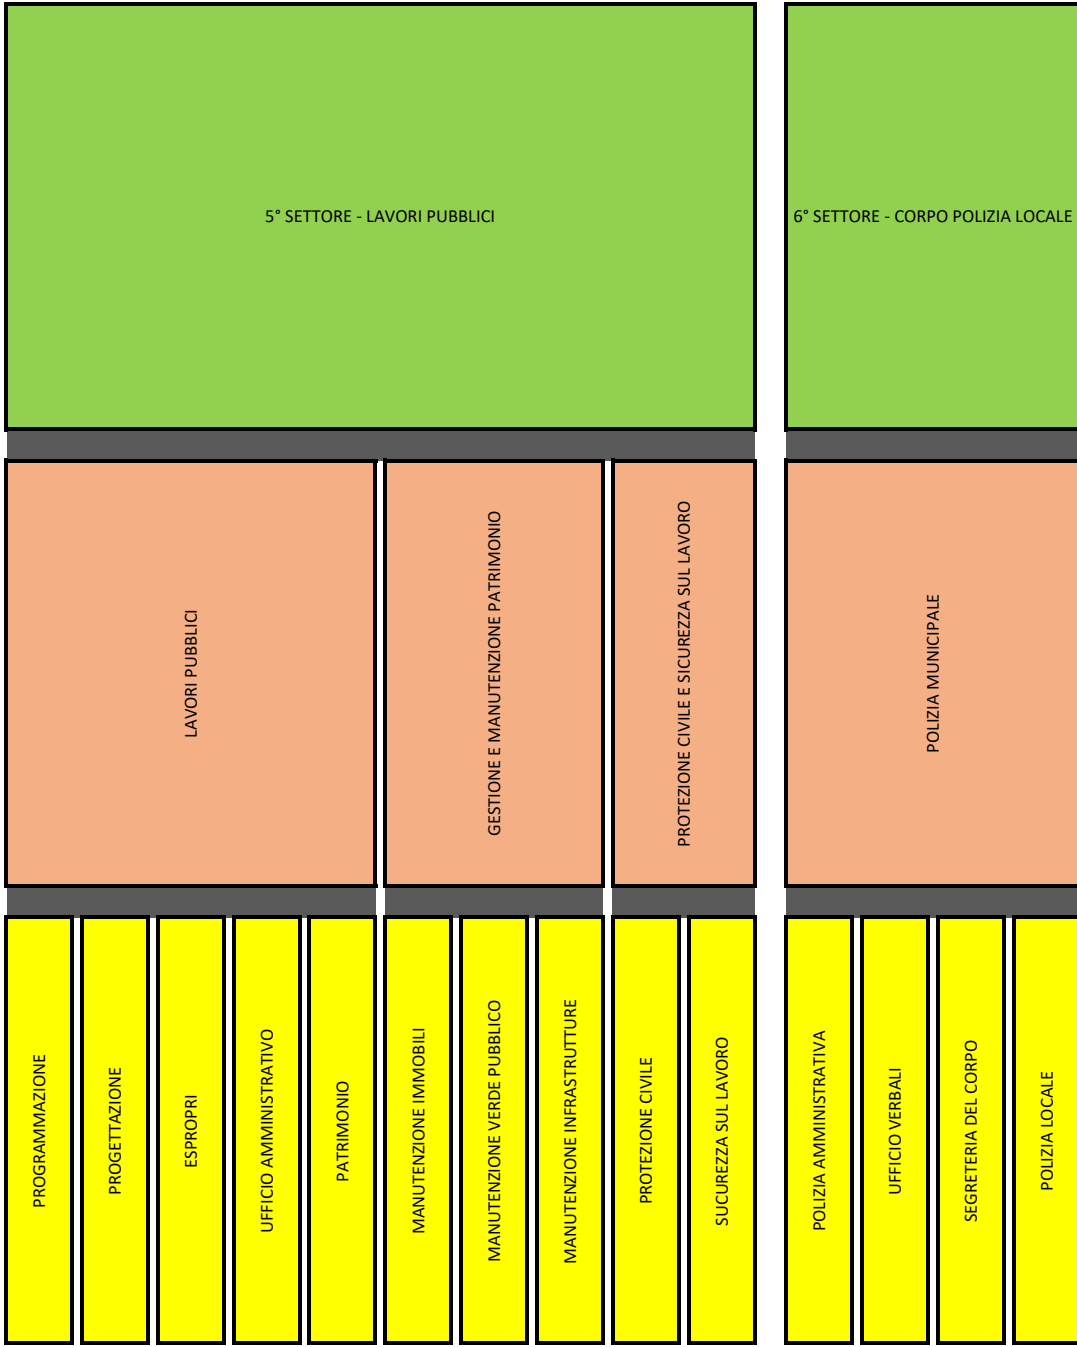 5° SETTORE - LAVORI PUBBLICI
6° SETTORE - CORPO POLIZIA LOCALE
LAVORI PUBBLICI
GESTIONE E MANUTENZIONE PATRIMONIO
PROTEZIONE CIVILE E SICUREZZA SUL LAVORO
POLIZIA MUNICIPALE
PROGRAMMAZIONE
PROGETTAZIONE
ESPROPRI
UFFICIO AMMINISTRATIVO
PATRIMONIO
MANUTENZIONE IMMOBILI
MANUTENZIONE VERDE PUBBLICO
MANUTENZIONE INFRASTRUTTURE
PROTEZIONE CIVILE
SUCUREZZA SUL LAVORO
POLIZIA AMMINISTRATIVA
UFFICIO VERBALI
SEGRETERIA DEL CORPO
POLIZIA LOCALE